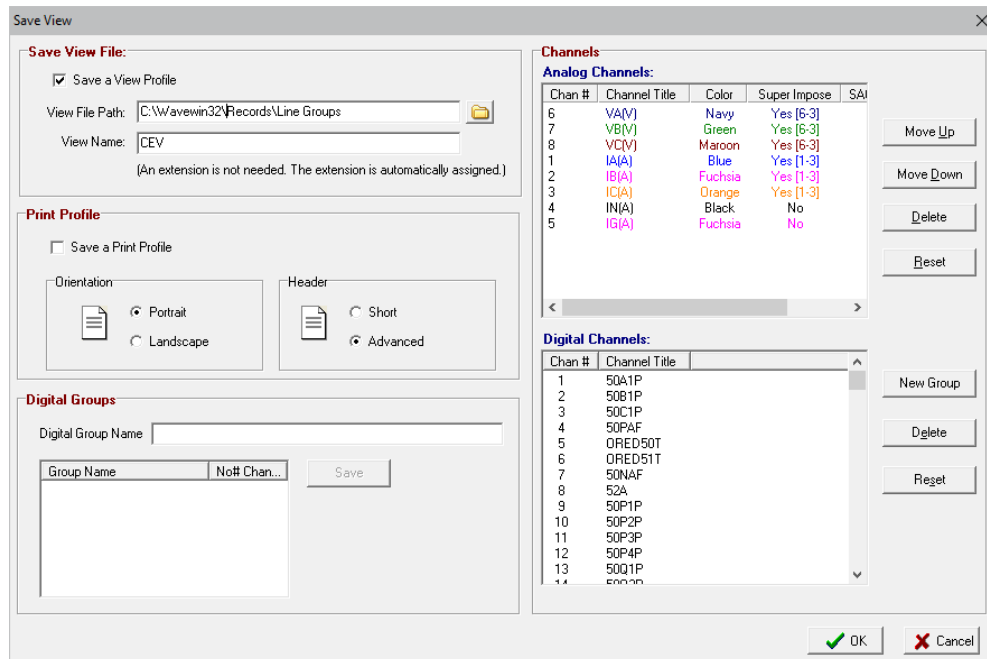 Save View
Save View File:
Save a View Profile
View File Path: C:\Wavewin32\Records\Line Groups
View Name: CEV
(An extension is not needed. The extension is automatically assigned.)
Print Profile
Save a Print Profile
Orientation
Portrait
Landscape
Header
Short
Advanced
Digital Groups
Digital Group Name
Group Name No# Chan...
Save
Channels
Analog Channels:
Chan # Channel Title Color Super Impose
6 VA(V) Navy Yes [6-3]
7 VB(V) Green Yes [6-3]
8 VC(V) Maroon Yes [6-3]
1 IA(A) Blue Yes [1-3]
2 IB(A) Fuchsia Yes [1-3]
3 IC(A) Orange Yes [1-3]
4 IN(A) Black No
5 IG(A) Fuchsia No
Move Up
Move Down
Delete
Reset
Digital Channels:
Chan # Channel Title
1 50A1P
2 50B1P
3 50C1P
4 50PAF
5 ORED50T
6 ORED51T
7 50NAF
8 52A
9 50P1P
10 50P2P
11 50P3P
12 50P4P
13 50Q1P
New Group
Delete
Reset
OK
Cancel